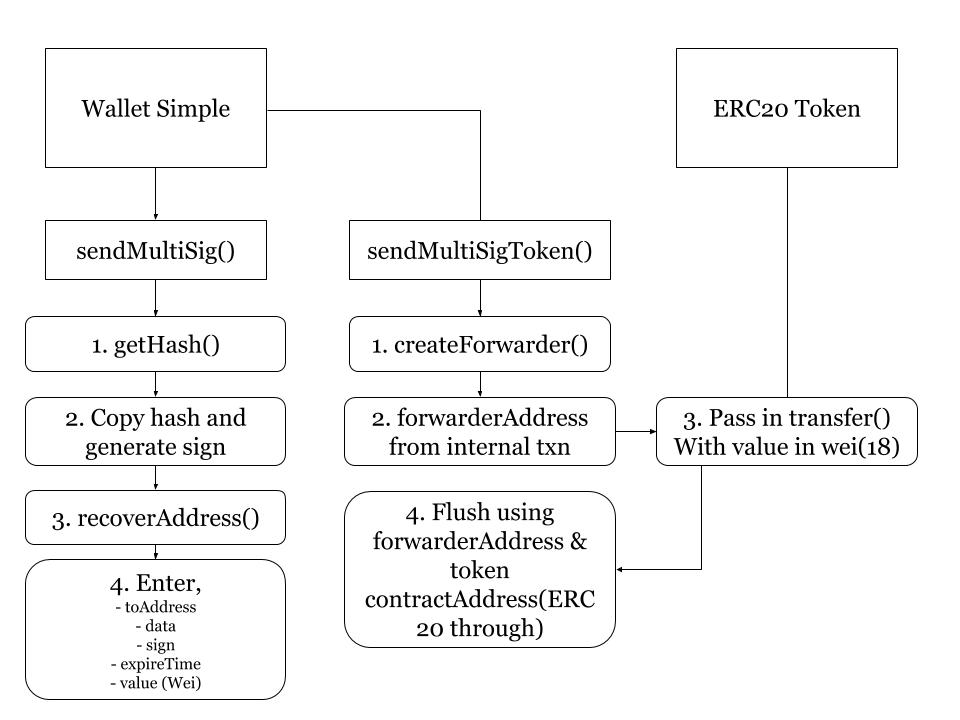 Wallet Simple
ERC20 Token
sendMultiSig()
sendMultiSigToken()
1. getHash()
1. createForwarder()
2. Copy hash and
generate sign
2. forwarderAddress
from internal txn
3. Pass in transfer()
With value in wei(18)
3. recoverAddress()
4. Flush using
forwarderAddress &
token
contractAddress(ERC
20 through)
4. Enter,
- toAddress
- data
- sign
- expireTime
- value (Wei)